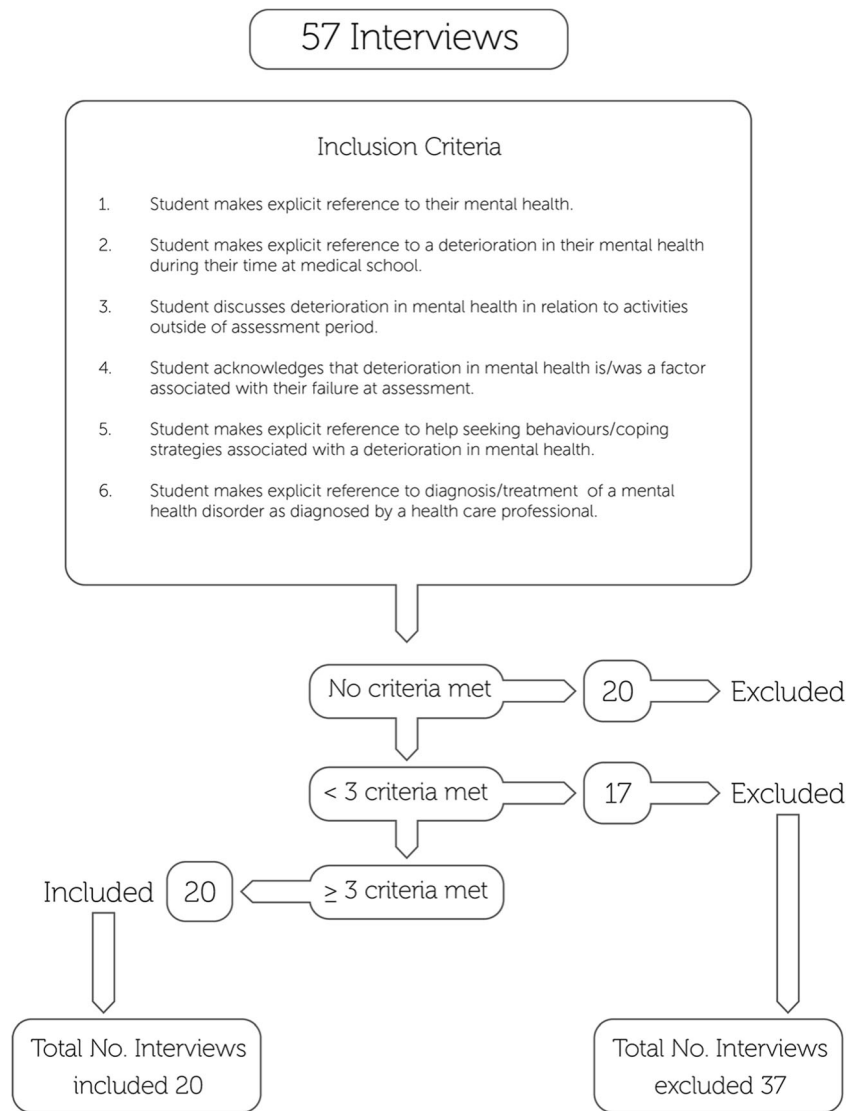 57 Interviews
Inclusion Criteria
1. Student makes explicit reference to their mental health.
2. Student makes explicit reference to a deterioration in their mental health
during their time at medical school.
3. Student discusses deterioration in mental health in relation to activities
outside of assessment period.
4. Student acknowledges that deterioration in mental health is/was a factor
associated with their failure at assessment.
5. Student makes explicit reference to help seeking behaviours/coping
strategies associated with a deterioration in mental health.
6. Student makes explicit reference to diagnosis/treatment of a mental
health disorder as diagnosed by a health care professional.
No criteria met 20 Excluded
< 3 criteria met 17 Excluded
Included 20 ≥ 3 criteria met
Total No. Interviews
included 20
Total No. Interviews
excluded 37